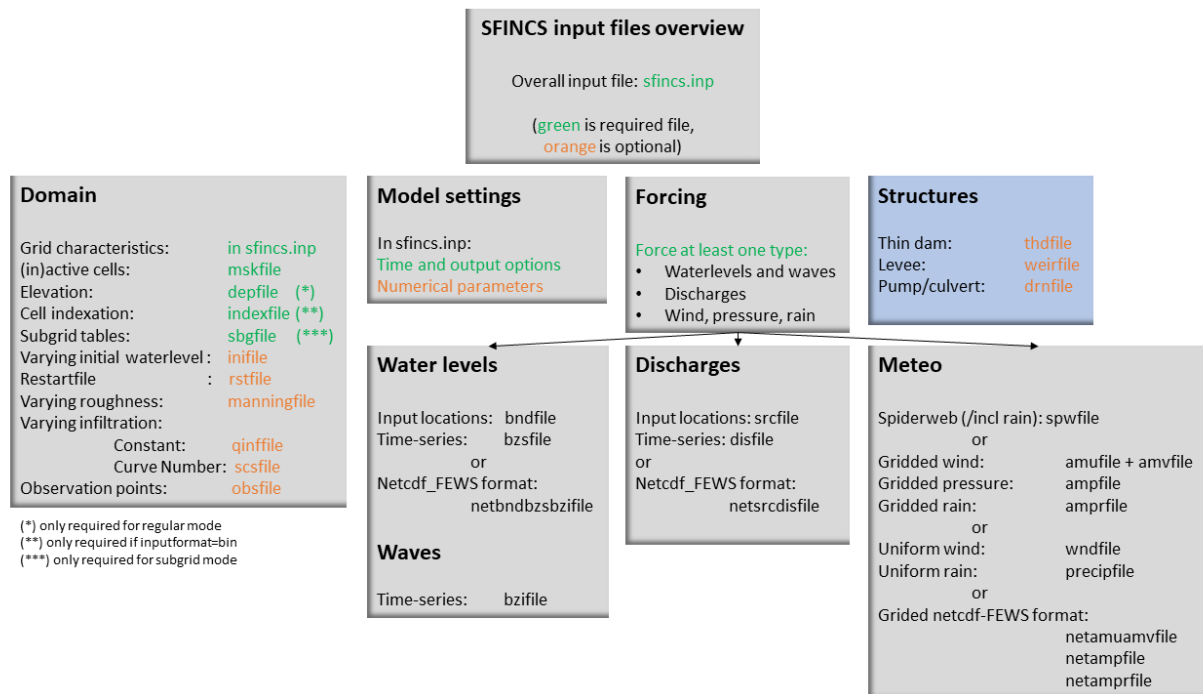 SFINCS input files overview
Overall input file: sfincs.inp
(green is required file,
orange is optional)
Domain
Grid characteristics: in sfincs.inp
(in)active cells: mskfile
Elevation: depfile (*)
Cell indexation: indexfile (**)
Subgrid tables: sbgfile (***)
Varying initial waterlevel : inifile
Restartfile : rstfile
Varying roughness: manningfile
Varying infiltration:
Constant: qinffile
Curve Number: scsfile
Observation points: obsfile
(*) only required for regular mode
(**) only required if inputformat=bin
(***) only required for subgrid mode
Model settings
In sfincs.inp:
Time and output options
Numerical parameters
Forcing
Force at least one type:
• Waterlevels and waves
• Discharges
• Wind, pressure, rain
Structures
Thin dam: thdfile
Levee: weirfile
Pump/culvert: drnfile
Water levels
Input locations: bndfile
Time-series: bzsfile
or
Netcdf_FEWS format:
netbndbzsbzifile
Waves
Time-series: bzifile
Discharges
Input locations: srcfile
Time-series: disfile
or
Netcdf_FEWS format:
netsrcdisfile
Meteo
Spiderweb (/incl rain): spwfile
or
Gridded wind: amufile + amvfile
Gridded pressure: ampfile
Gridded rain: amprfile
or
Uniform wind: wndfile
Uniform rain: precipfile
or
Grided netcdf-FEWS format:
netamuamvfile
netampfile
netamprfile